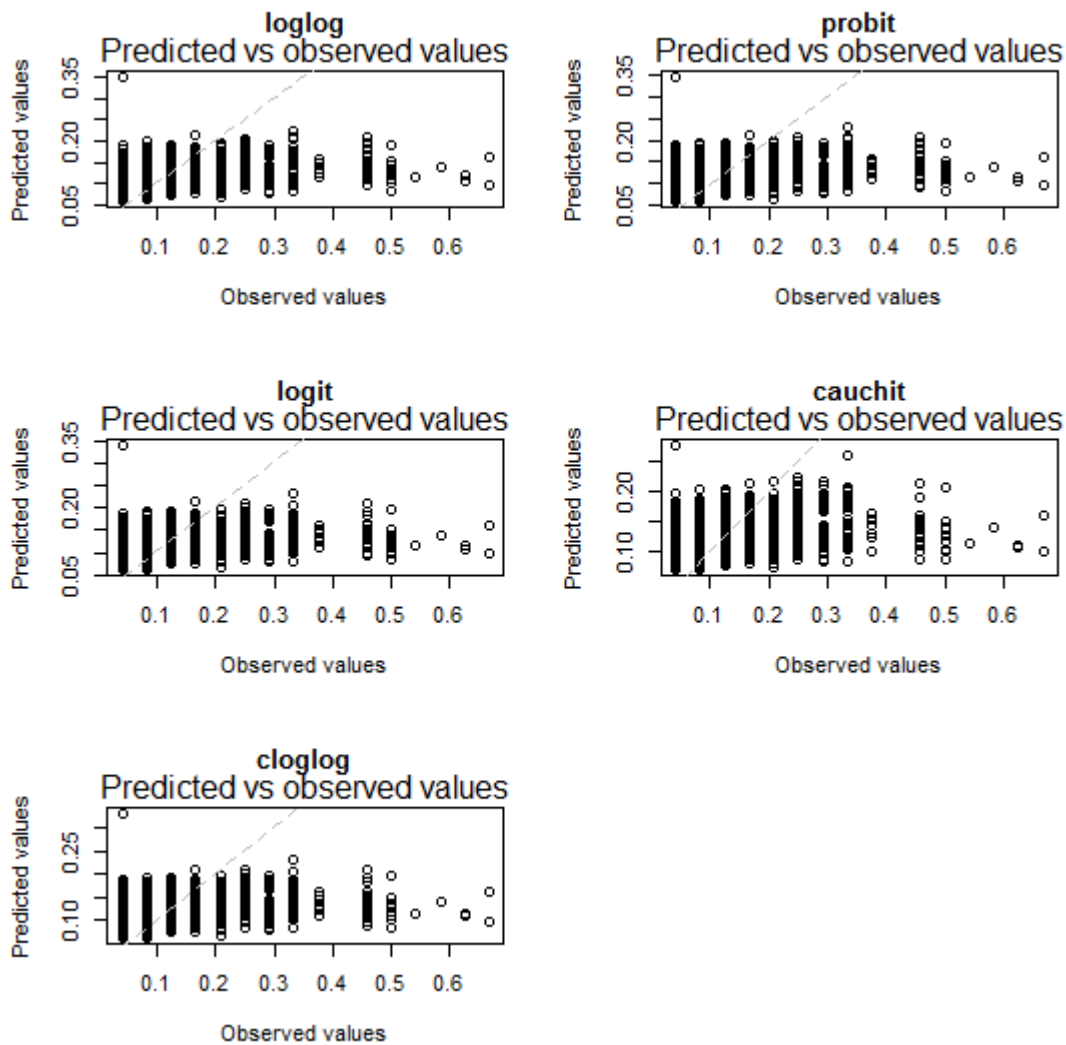 loglog
Predicted vs observed values
Predicted values
0.05 0.20 0.35
0.1 0.2 0.3 0.4 0.5 0.6
Observed values
probit
Predicted vs observed values
Predicted values
0.05 0.20 0.35
0.1 0.2 0.3 0.4 0.5 0.6
Observed values
logit
Predicted vs observed values
Predicted values
0.05 0.20 0.35
0.1 0.2 0.3 0.4 0.5 0.6
Observed values
cauchit
Predicted vs observed values
Predicted values
0.10 0.20
0.1 0.2 0.3 0.4 0.5 0.6
Observed values
cloglog
Predicted vs observed values
Predicted values
0.10 0.25
0.1 0.2 0.3 0.4 0.5 0.6
Observed values